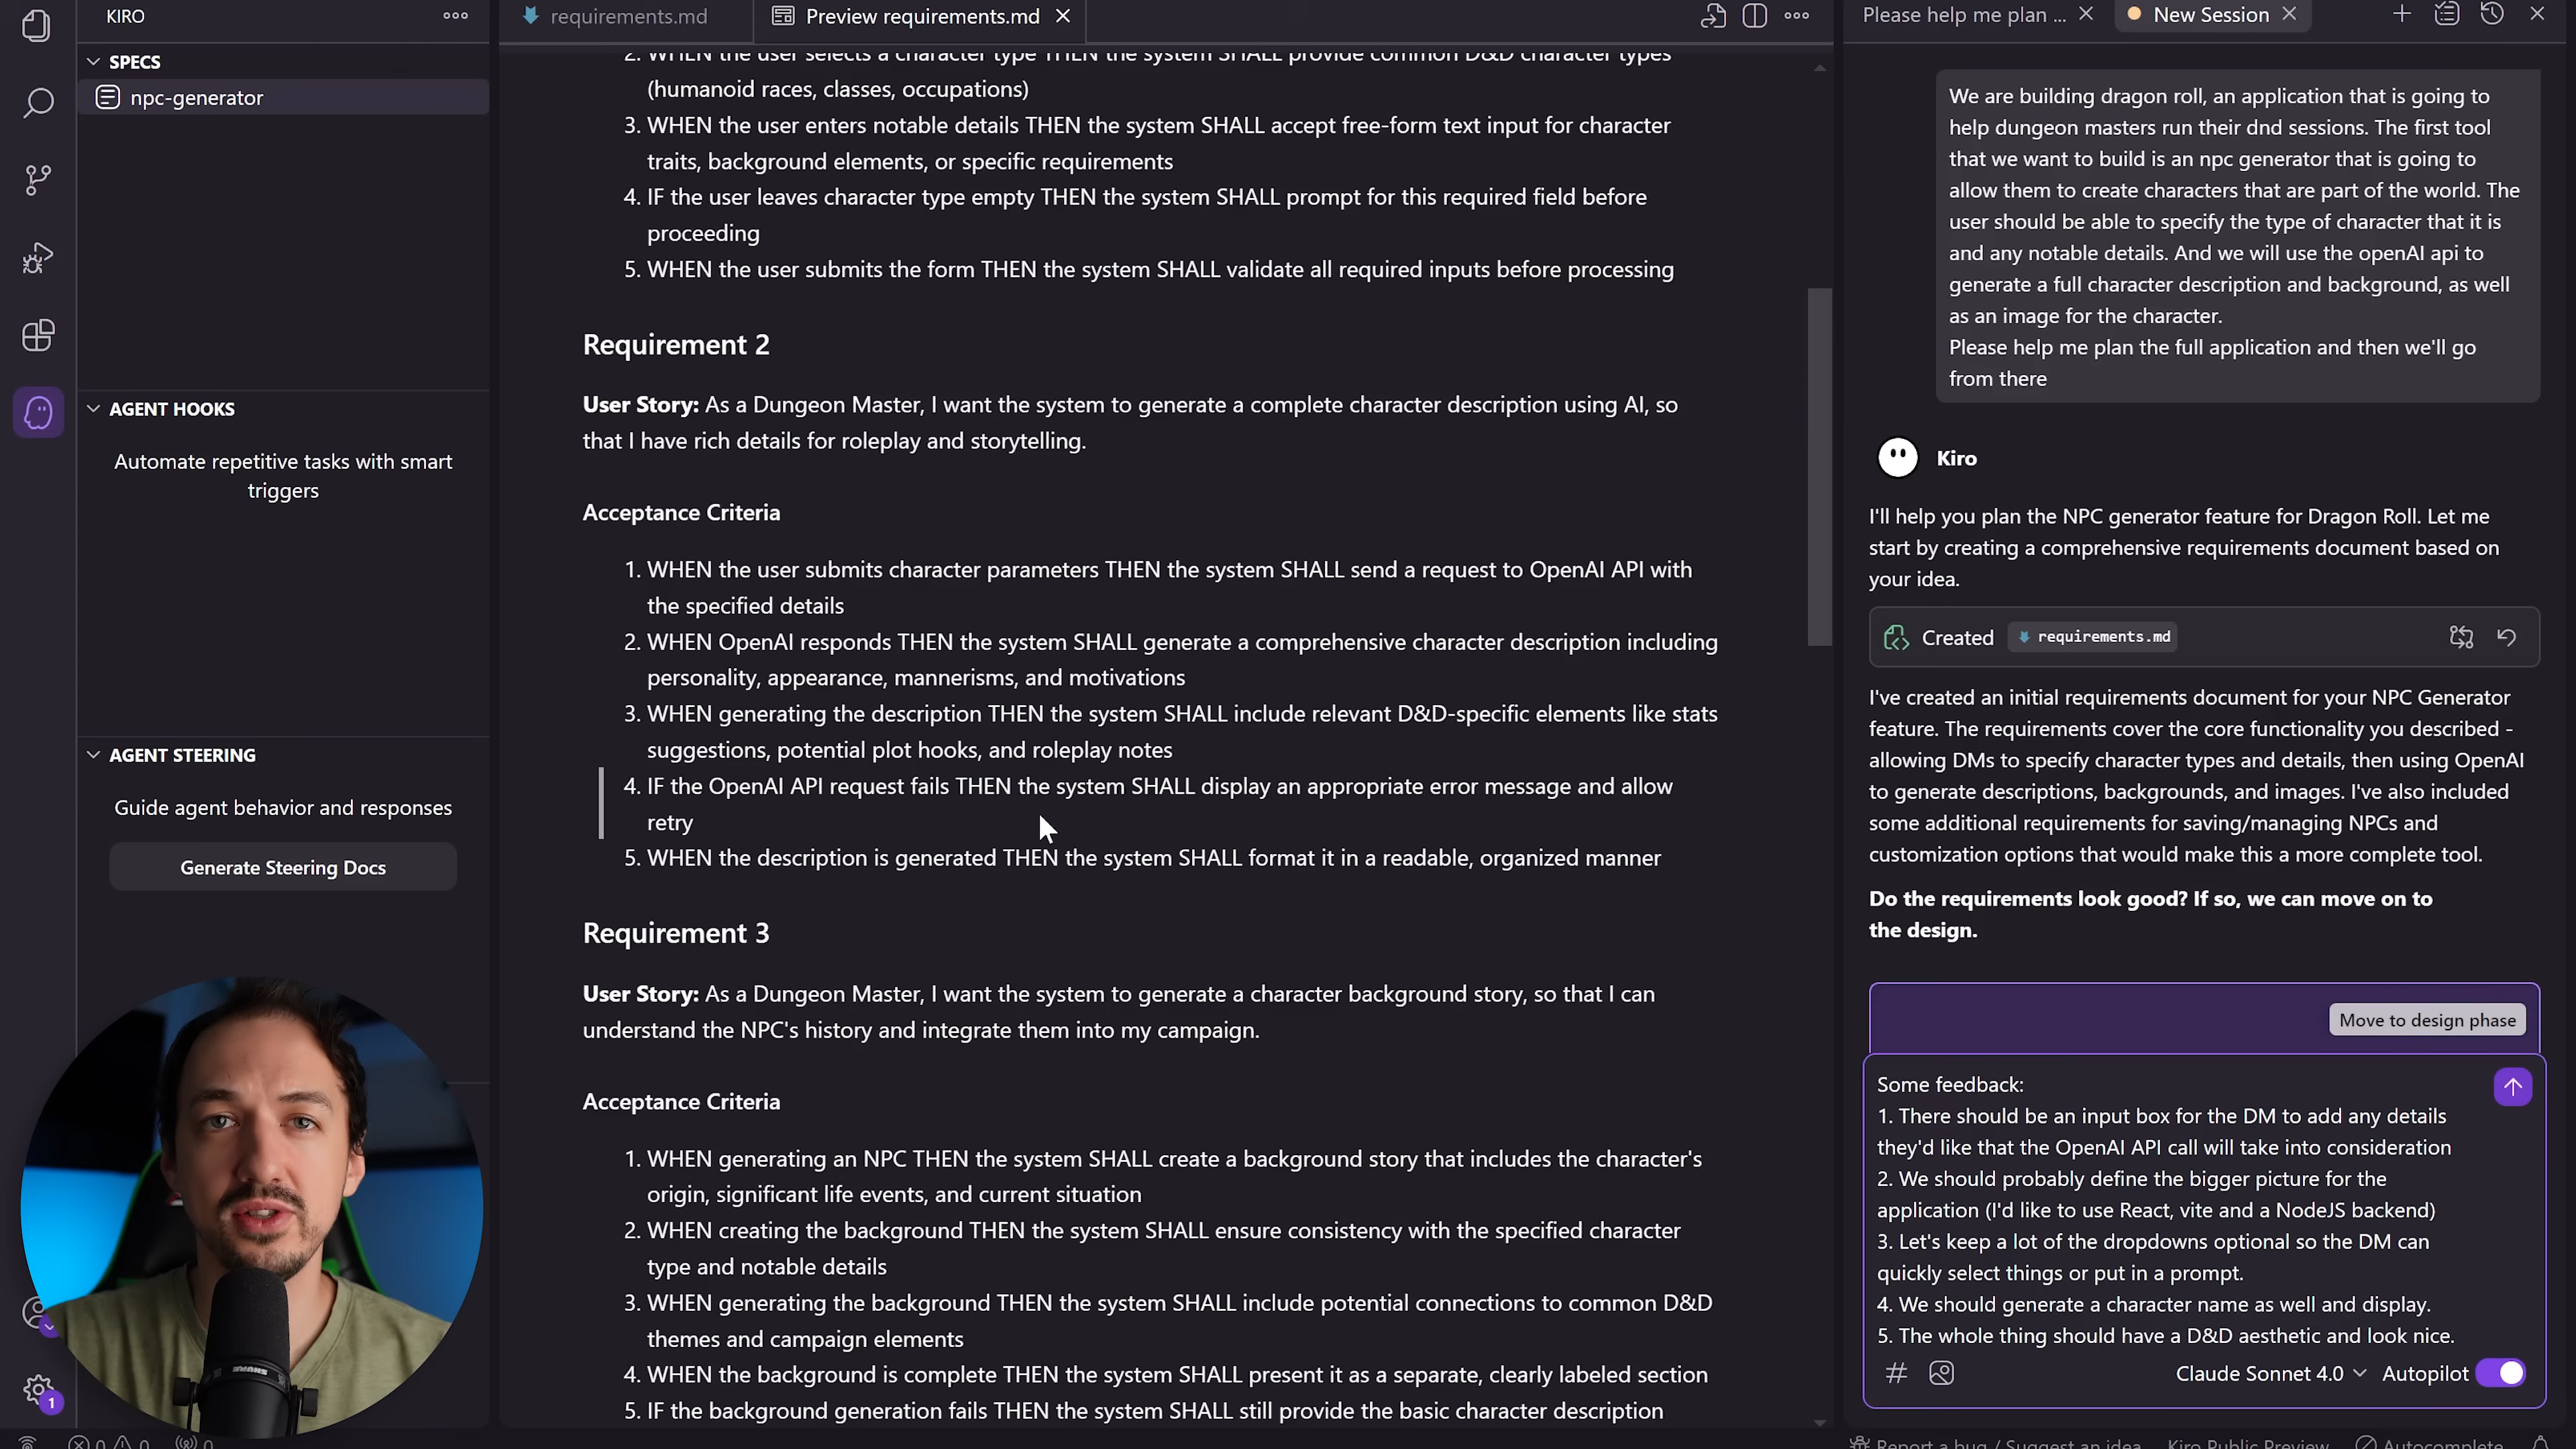 KIRO
SPECS
npc-generator
AGENT HOOKS
Automate repetitive tasks with smart
triggers
AGENT STEERING
Guide agent behavior and responses
Generate Steering Docs
SHURE
1
requirements.md
Preview requirements.md
2. WHEN the user selects a character type THEN the system SHALL provide common D&D character types
(humanoid races, classes, occupations)
3. WHEN the user enters notable details THEN the system SHALL accept free-form text input for character
traits, background elements, or specific requirements
4. IF the user leaves character type empty THEN the system SHALL prompt for this required field before
proceeding
5. WHEN the user submits the form THEN the system SHALL validate all required inputs before processing
Requirement 2
User Story: As a Dungeon Master, I want the system to generate a complete character description using AI, so
that I have rich details for roleplay and storytelling.
Acceptance Criteria
1. WHEN the user submits character parameters THEN the system SHALL send a request to OpenAI API with
the specified details
2. WHEN OpenAI responds THEN the system SHALL generate a comprehensive character description including
personality, appearance, mannerisms, and motivations
3. WHEN generating the description THEN the system SHALL include relevant D&D-specific elements like stats
suggestions, potential plot hooks, and roleplay notes
4. IF the OpenAI API request fails THEN the system SHALL display an appropriate error message and allow
retry
5. WHEN the description is generated THEN the system SHALL format it in a readable, organized manner
Requirement 3
User Story: As a Dungeon Master, I want the system to generate a character background story, so that I can
understand the NPC's history and integrate them into my campaign.
Acceptance Criteria
1. WHEN generating an NPC THEN the system SHALL create a background story that includes the character's
origin, significant life events, and current situation
2. WHEN creating the background THEN the system SHALL ensure consistency with the specified character
type and notable details
3. WHEN generating the background THEN the system SHALL include potential connections to common D&D
themes and campaign elements
4. WHEN the background is complete THEN the system SHALL present it as a separate, clearly labeled section
5. IF the background generation fails THEN the system SHALL still provide the basic character description
Please help me plan ...
New Session
We are building dragon roll, an application that is going to
help dungeon masters run their dnd sessions. The first tool
that we want to build is an npc generator that is going to
allow them to create characters that are part of the world. The
user should be able to specify the type of character that it is
and any notable details. And we will use the openAI api to
generate a full character description and background, as well
as an image for the character.
Please help me plan the full application and then we'll go
from there
Kiro
I'll help you plan the NPC generator feature for Dragon Roll. Let me
start by creating a comprehensive requirements document based on
your idea.
Created requirements.md
I've created an initial requirements document for your NPC Generator
feature. The requirements cover the core functionality you described -
allowing DMs to specify character types and details, then using OpenAI
to generate descriptions, backgrounds, and images. I've also included
some additional requirements for saving/managing NPCs and
customization options that would make this a more complete tool.
Do the requirements look good? If so, we can move on to
the design.
Move to design phase
Some feedback:
1. There should be an input box for the DM to add any details
they'd like that the OpenAI API call will take into consideration
2. We should probably define the bigger picture for the
application (I'd like to use React, vite and a NodeJS backend)
3. Let's keep a lot of the dropdowns optional so the DM can
quickly select things or put in a prompt.
4. We should generate a character name as well and display.
5. The whole thing should have a D&D aesthetic and look nice.
Claude Sonnet 4.0
Autopilot
0 0 0
Report a bug / Suggest an idea
Kiro Public Preview
Autocomplete